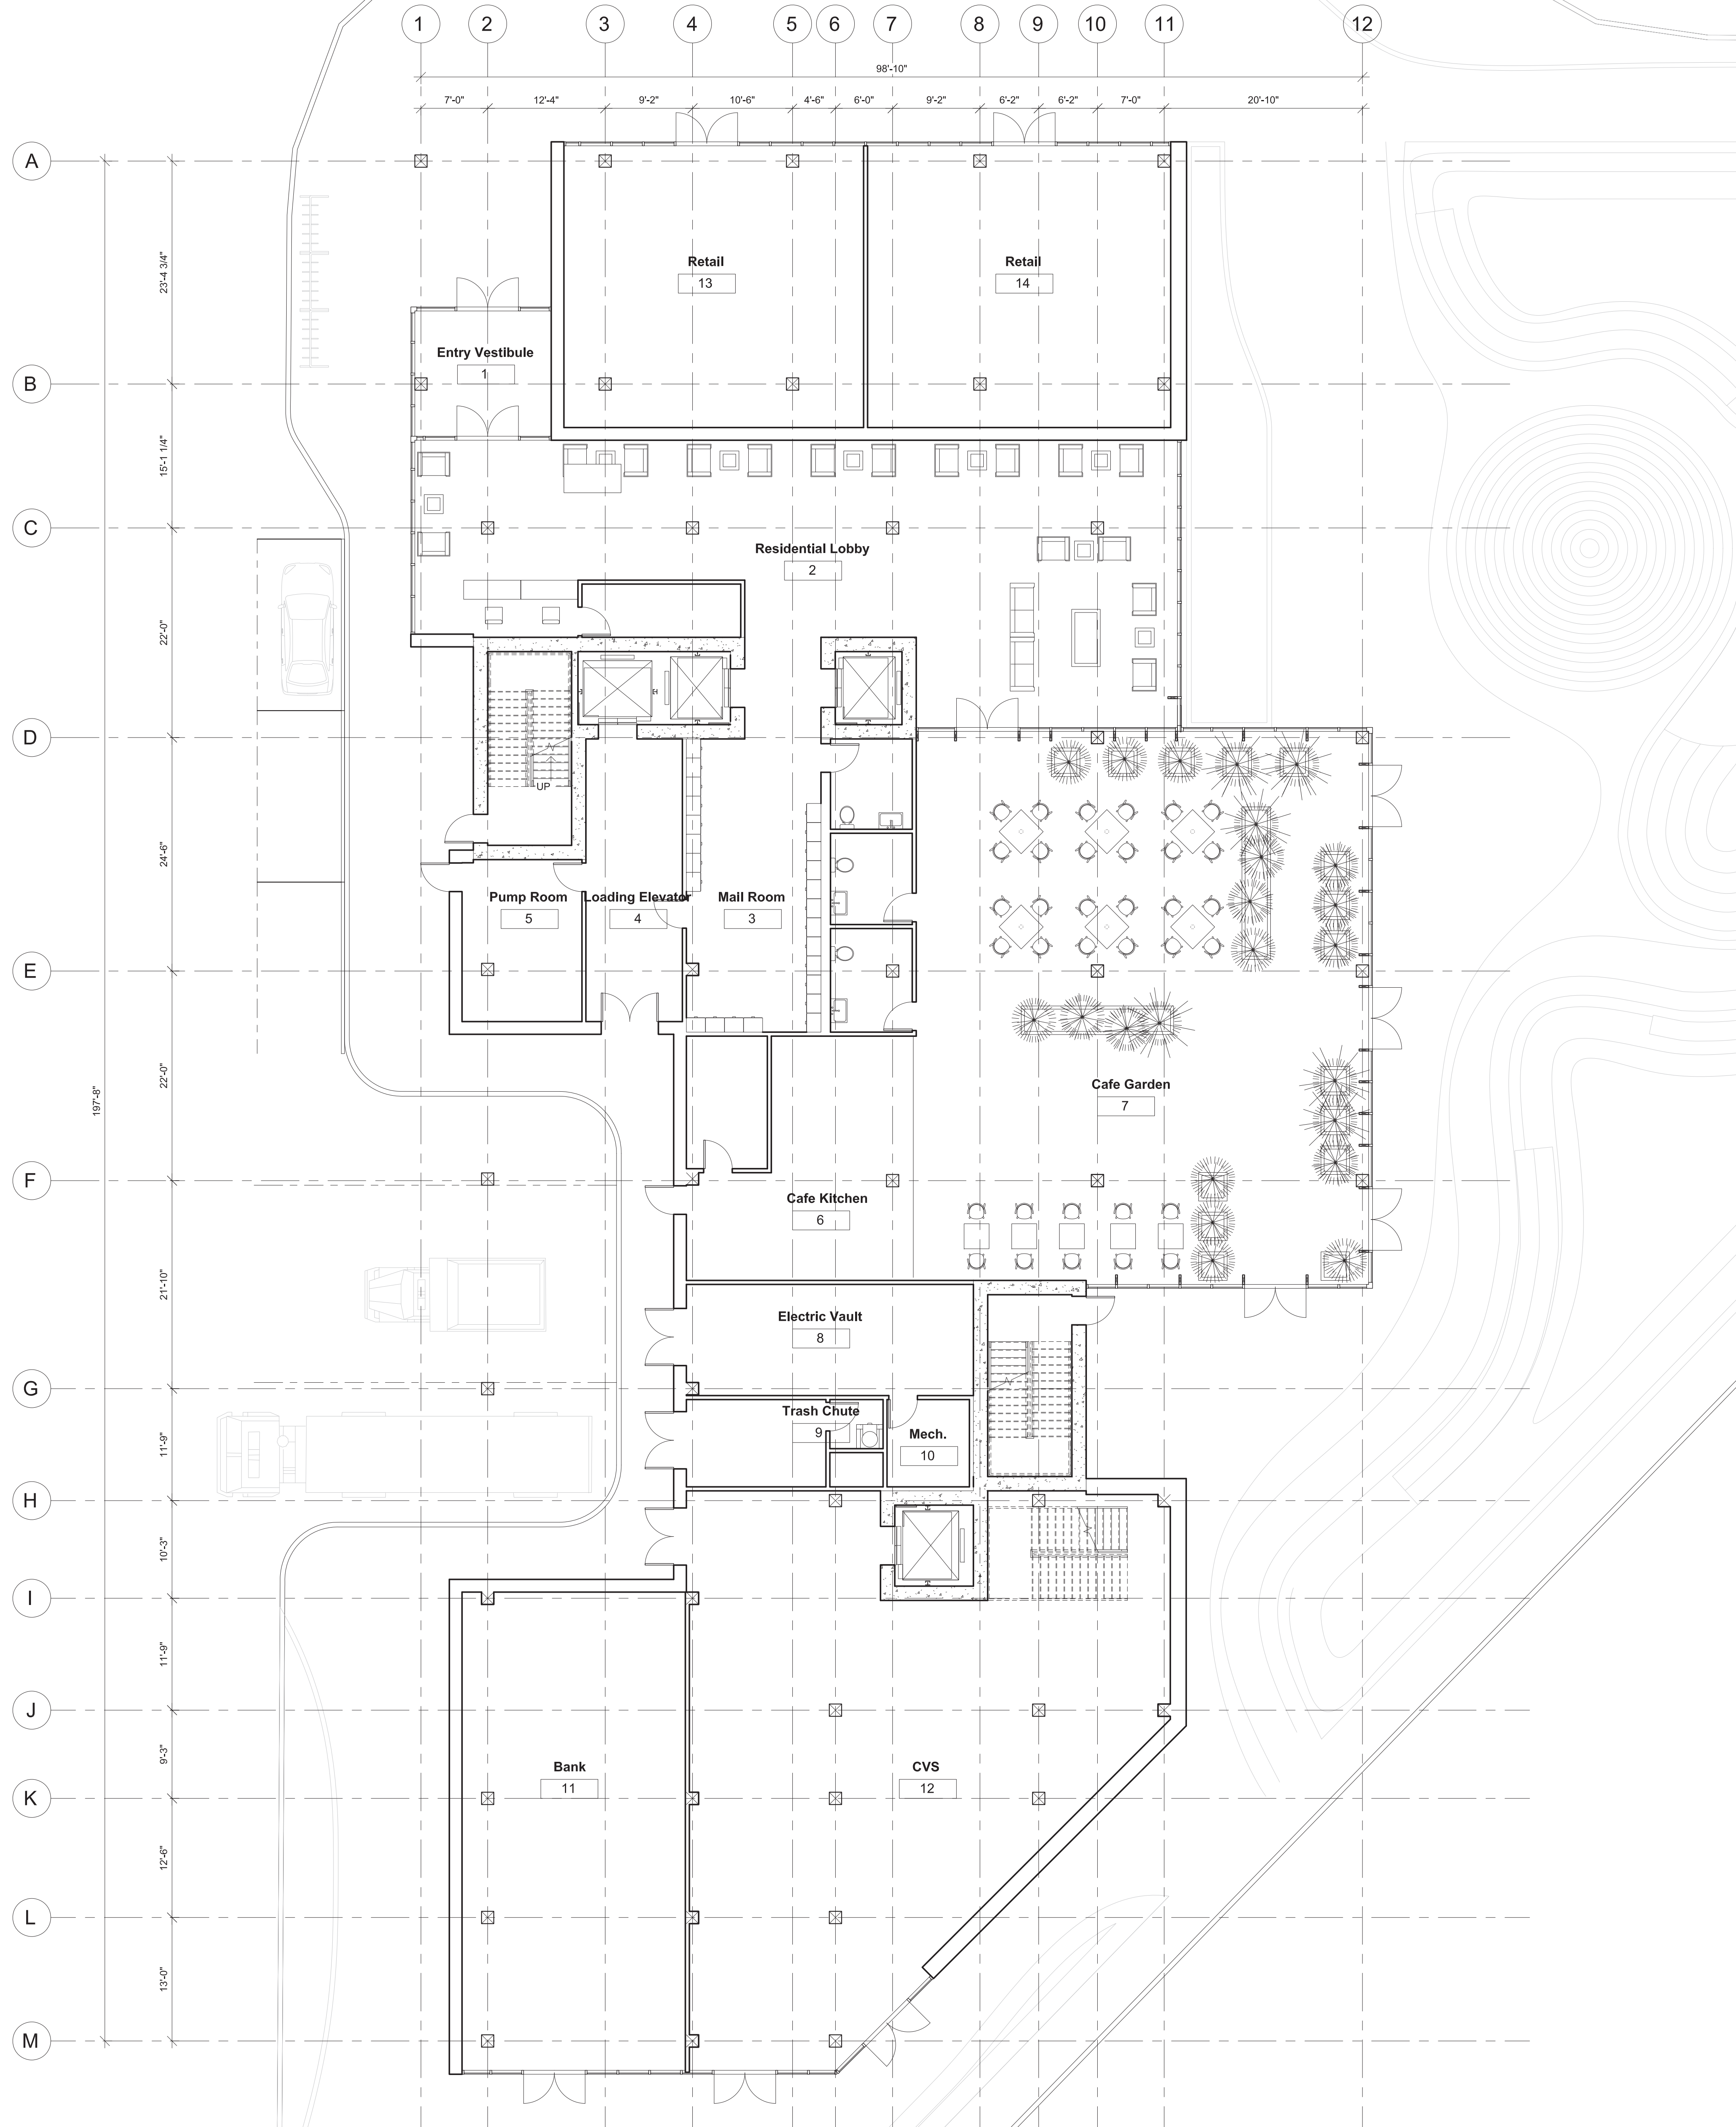 1 2 3 4 5 6 7 8 9 10 11 12
98'-10"
7'-0" 12'-4" 9'-2" 10'-6" 4'-6" 6'-0" 9'-2" 6'-2" 6'-2" 7'-0" 20'-10"
A
23'-4 3/4"
Retail
13
Retail
14
Entry Vestibule
1
B
15'-1 1/4"
C
Residential Lobby
2
22'-0"
D
UP
24'-6"
Pump Room
5
Loading Elevator
4
Mail Room
3
E
22'-0"
197'-8"
Cafe Garden
7
F
Cafe Kitchen
6
21'-10"
Electric Vault
8
G
Trash Chute
9
Mech.
10
11'-9"
H
10'-3"
I
11'-9"
J
9'-3"
Bank
11
CVS
12
K
12'-6"
L
13'-0"
M